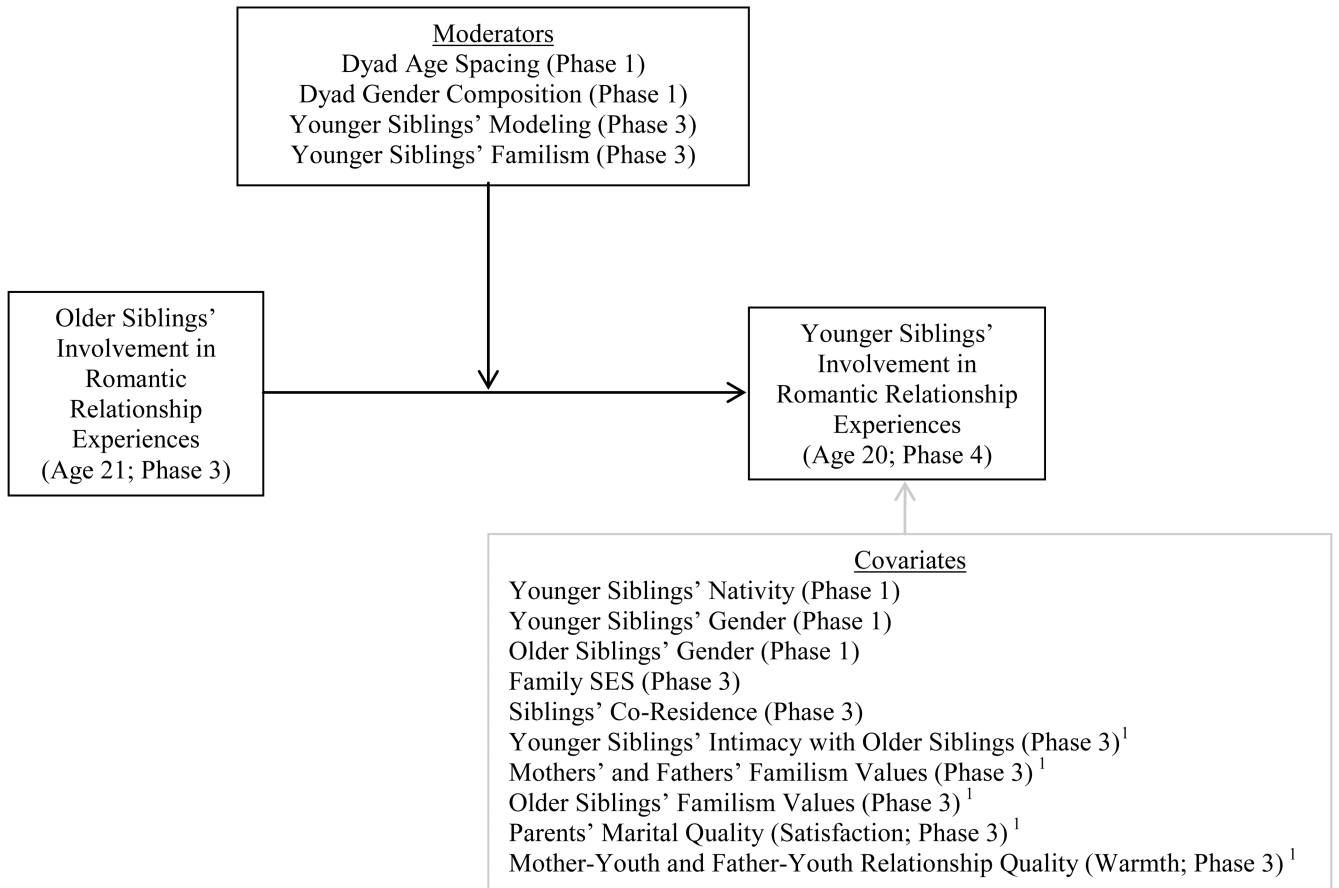 Moderators
Dyad Age Spacing (Phase 1)
Dyad Gender Composition (Phase 1)
Younger Siblings’ Modeling (Phase 3)
Younger Siblings’ Familism (Phase 3)
Older Siblings’
Involvement in
Romantic
Relationship
Experiences
(Age 21; Phase 3)
Younger Siblings’
Involvement in
Romantic Relationship
Experiences
(Age 20; Phase 4)
Covariates
Younger Siblings’ Nativity (Phase 1)
Younger Siblings’ Gender (Phase 1)
Older Siblings’ Gender (Phase 1)
Family SES (Phase 3)
Siblings’ Co-Residence (Phase 3)
Younger Siblings’ Intimacy with Older Siblings (Phase 3)¹
Mothers’ and Fathers’ Familism Values (Phase 3) ¹
Older Siblings’ Familism Values (Phase 3) ¹
Parents’ Marital Quality (Satisfaction; Phase 3) ¹
Mother-Youth and Father-Youth Relationship Quality (Warmth; Phase 3) ¹